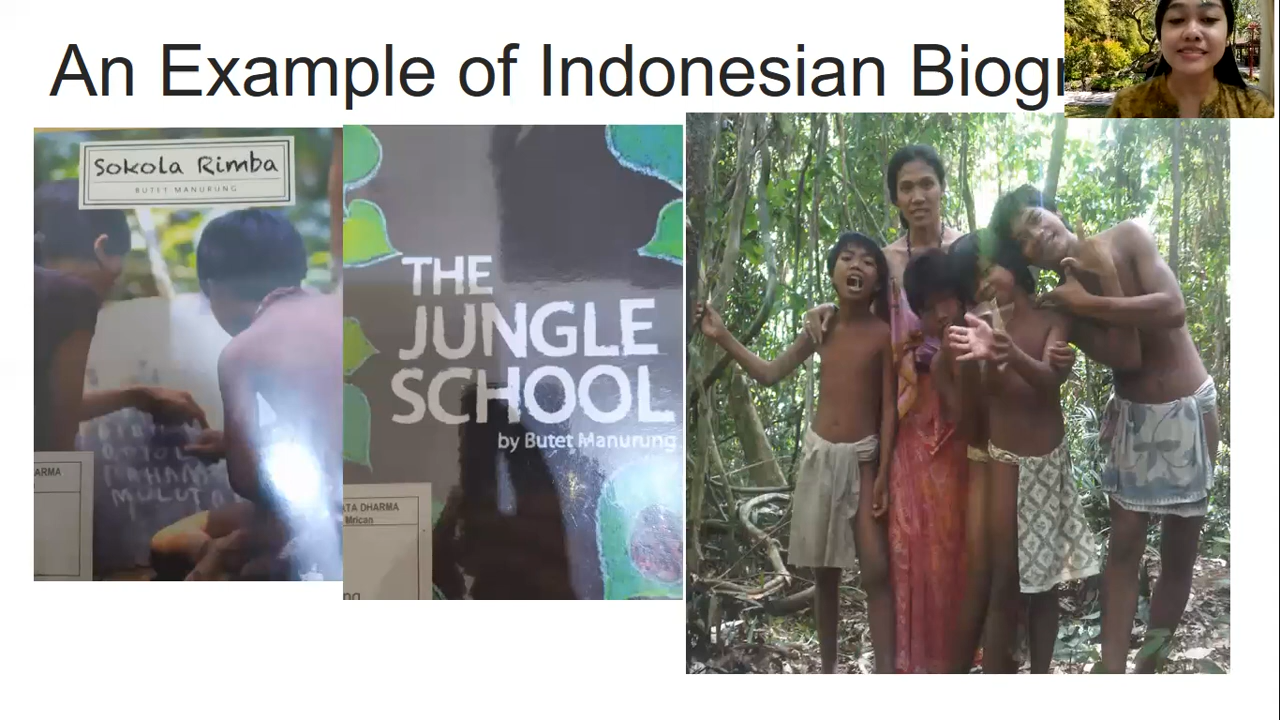 An Example of Indonesian Biogr
Sokola Rimba
BUTET MANURUNG
ARMA
THE
JUNGLE
SCHOOL
by Butet Manurung
ATA DHARMA
Mrican